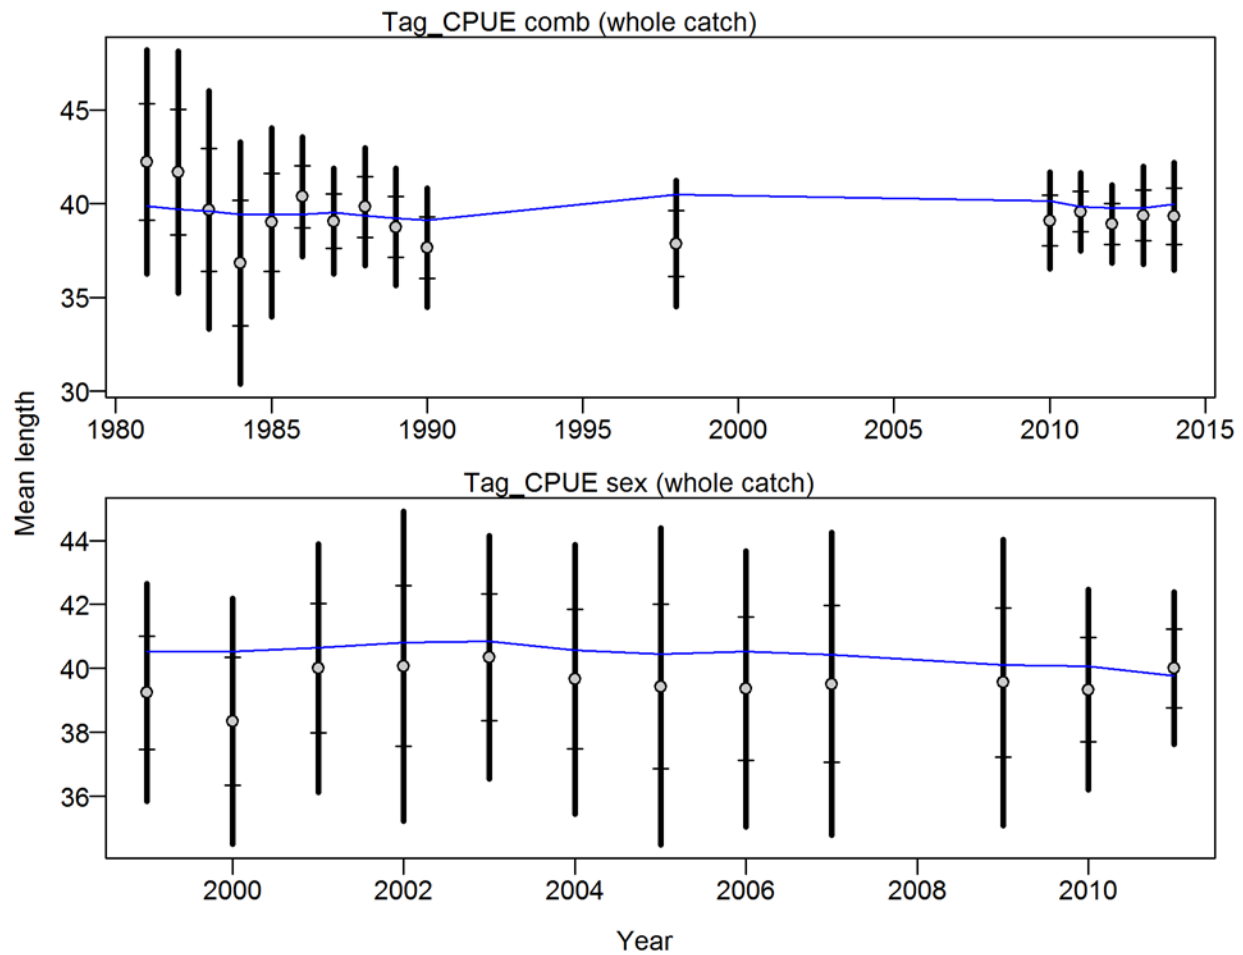 Tag_CPUE comb (whole catch)
45
40
35
30
1980 1985 1990 1995 2000 2005 2010 2015
Mean length
Tag_CPUE sex (whole catch)
44
42
40
38
36
2000 2002 2004 2006 2008 2010
Year